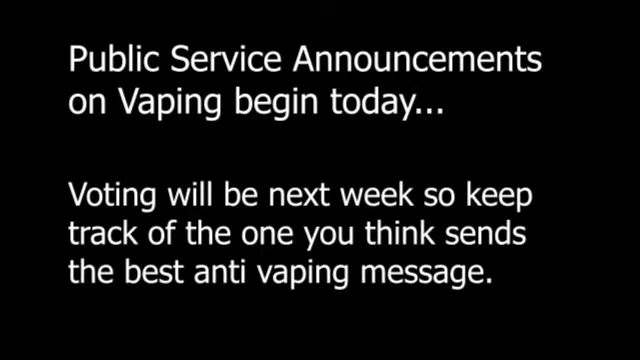 Public Service Announcements
on Vaping begin today...
Voting will be next week so keep
track of the one you think sends
the best anti vaping message.